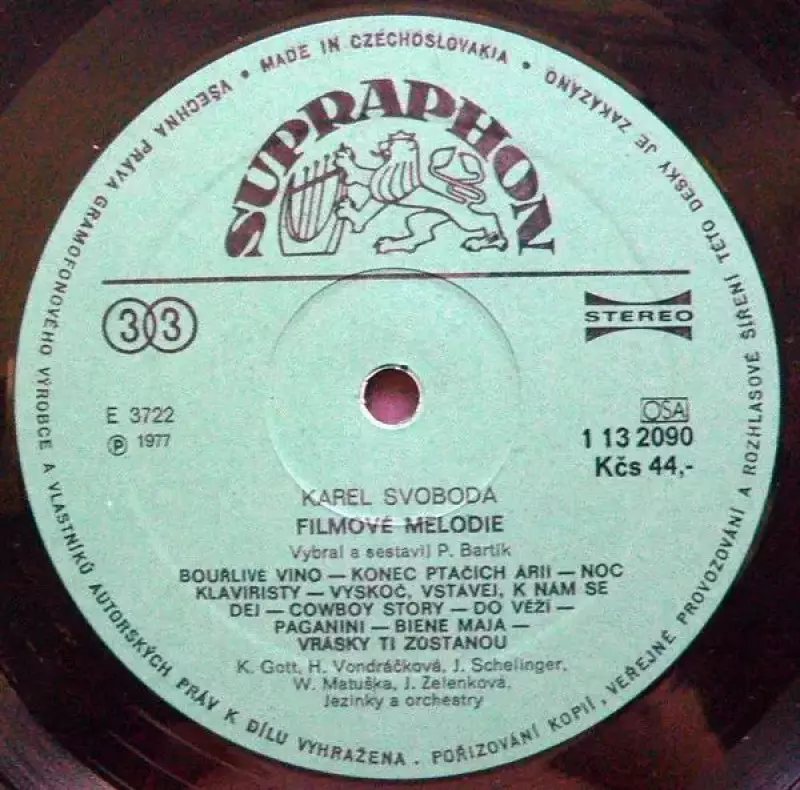 VŠECHNA PRÁVA GRAMOFONOVÉHO VÝROBCE A VLASTNÍKŮ AUTORSKÝCH PRÁV K DÍLU VYHRAŽENA . POŘIZOVÁNÍ KOPIÍ, VEŘEJNÉ PROVOZOVÁNÍ A ROZHLASOVÉ ŠÍŘENÍ TÉTO DESKY JE ZAKÁZÁNO • MADE IN CZECHOSLOVAKIA •
SUPRAPHON
33
STEREO
E 3722
Ⓟ 1977
OSA
1 13 2090
Kčs 44,-
KAREL SVOBODA
FILMOVÉ MELODIE
Vybral a sestavil P. Bartík
BOUŘLIVÉ VÍNO — KONEC PTAČÍCH ÁRIÍ — NOC
KLAVIRISTY — VYSKOČ, VSTÁVEJ, K NÁM SE
DEJ — COWBOY STORY — DO VĚŽÍ —
PAGANINI — BIENE MAJA —
VRÁSKY TI ZŮSTANOU
K. Gott, H. Vondráčková, J. Schelinger,
W. Matuška, J. Zelenková,
Jezinky a orchestry